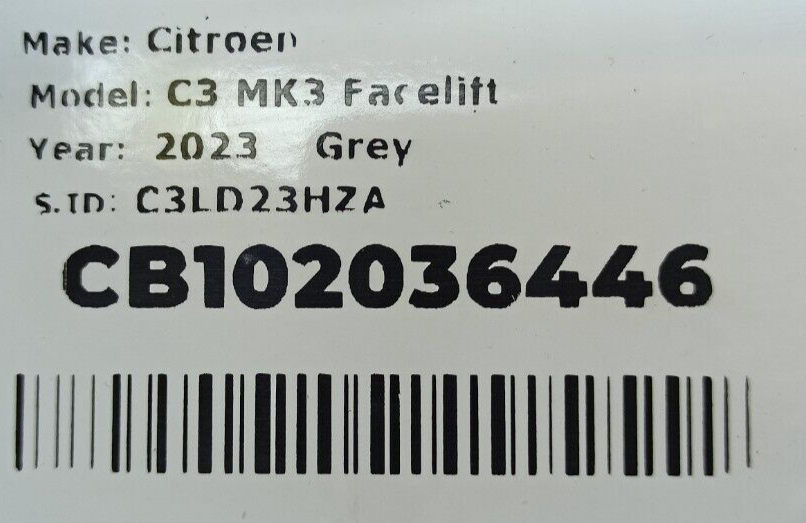 Make: Citroen
Model: C3 MK3 Facelift
Year: 2023 Grey
S.ID: C3LD23HZA
CB102036446